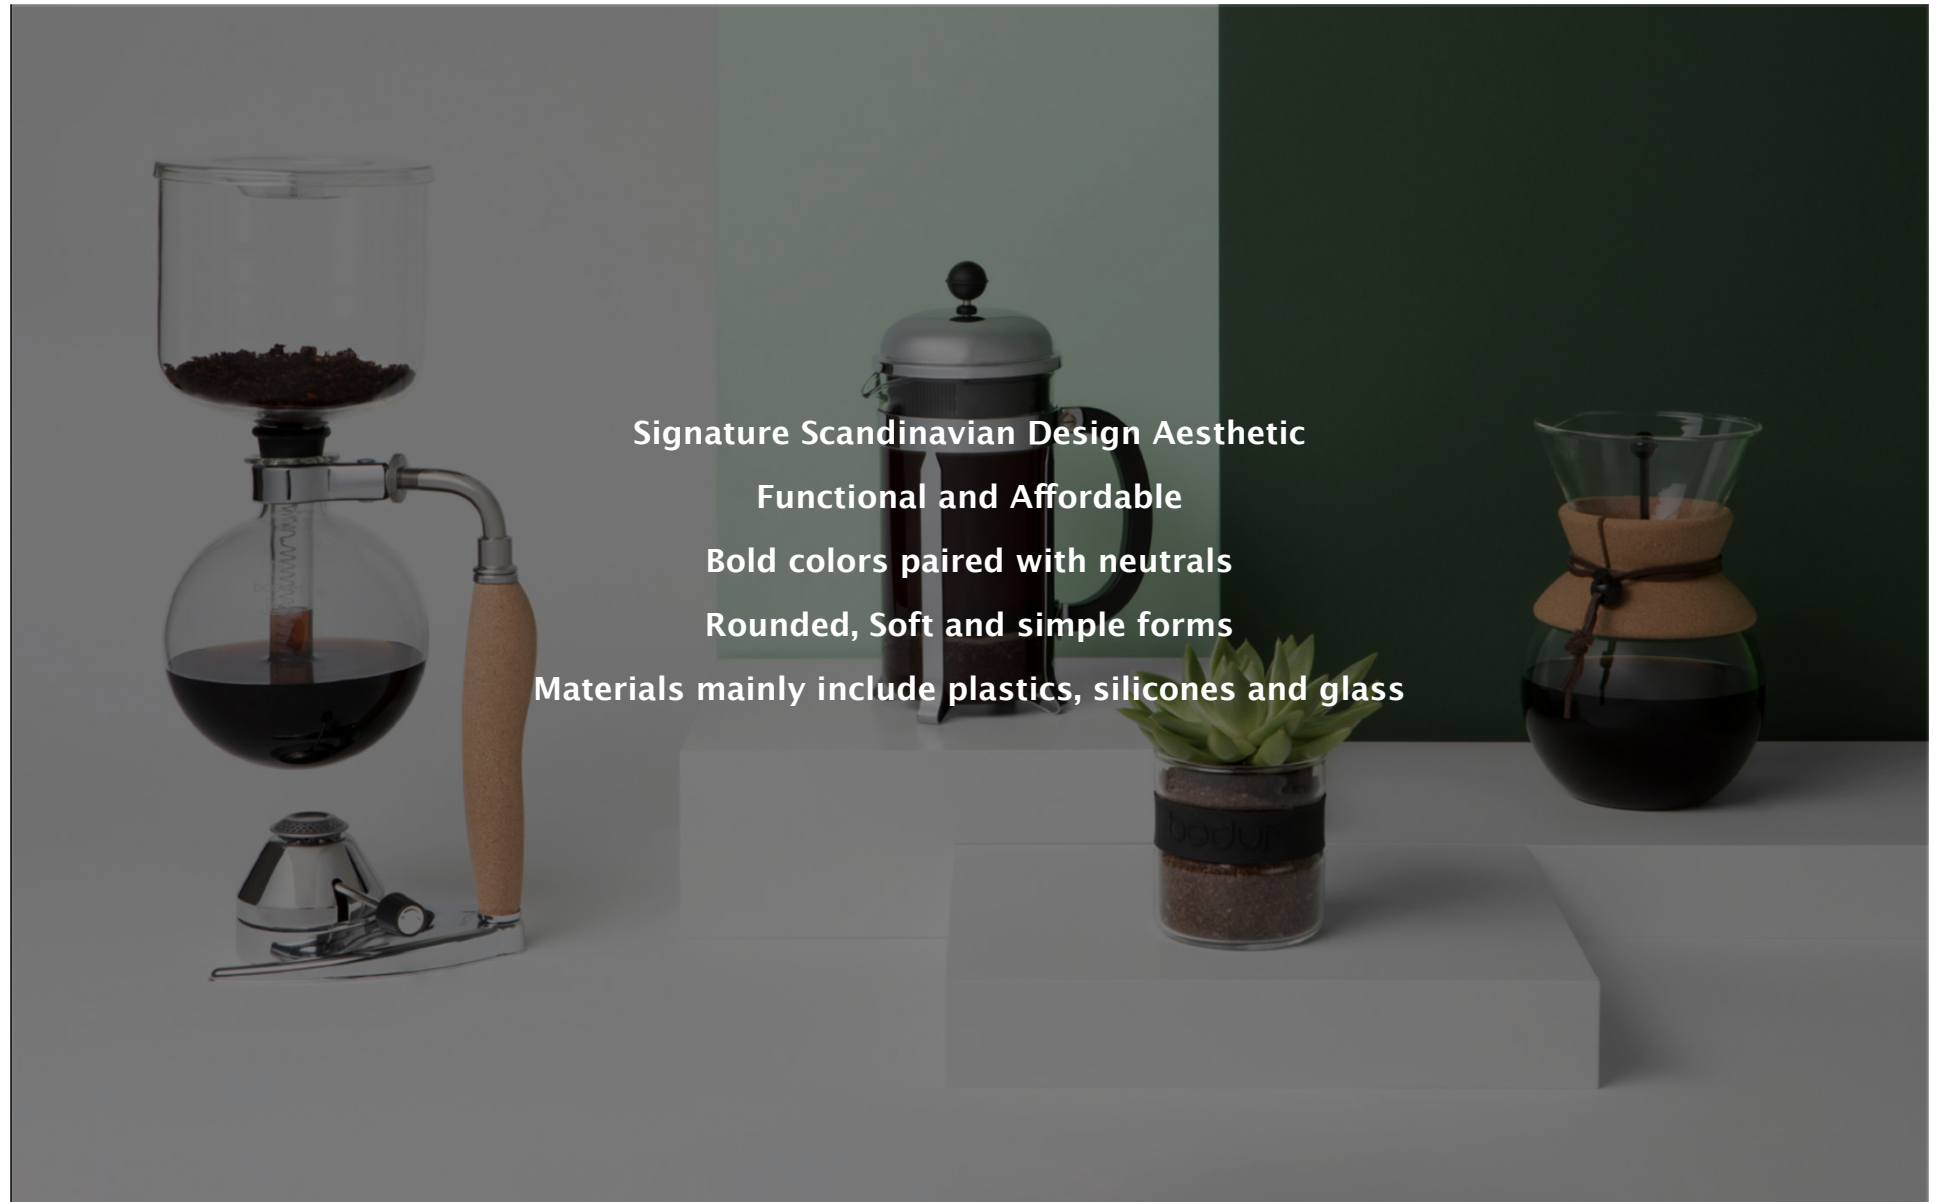 Signature Scandinavian Design Aesthetic
Functional and Affordable
Bold colors paired with neutrals
Rounded, Soft and simple forms
Materials mainly include plastics, silicones and glass
bodum